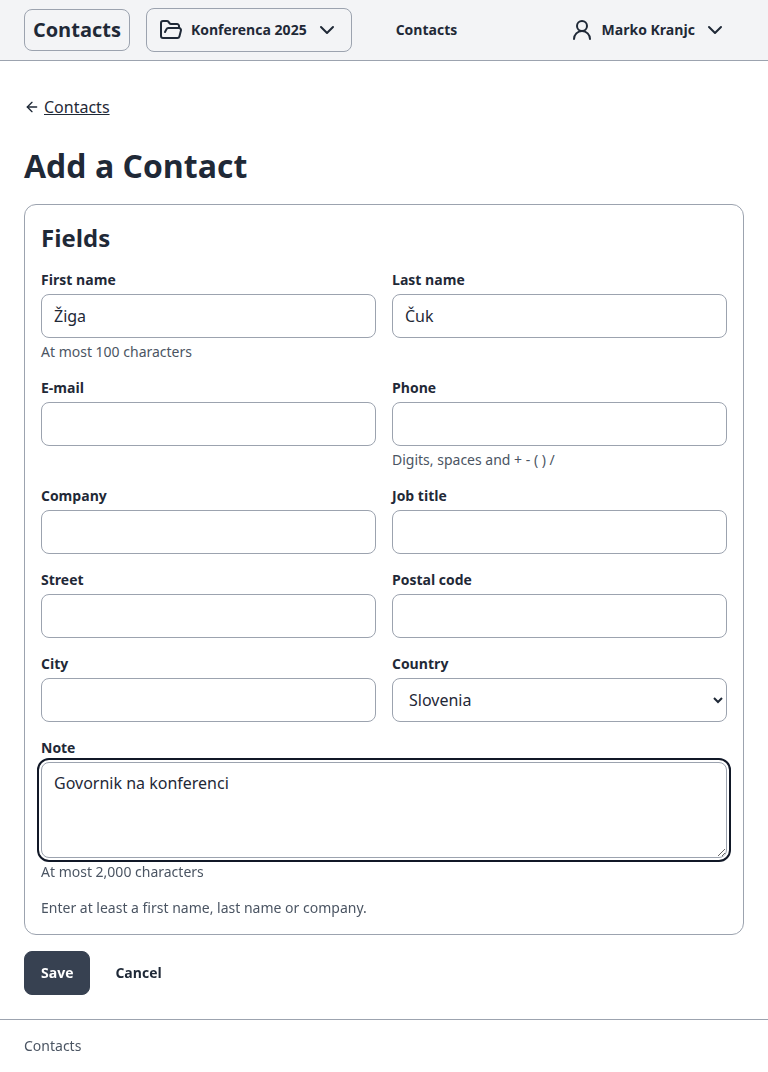 Contacts Konferenca 2025 Contacts Marko Kranjc
Contacts
Add a Contact
Fields
First name Last name
Žiga Čuk
At most 100 characters
E-mail Phone
Digits, spaces and + - ( ) /
Company Job title
Street Postal code
City Country
Slovenia
Note
Govornik na konferenci
At most 2,000 characters
Enter at least a first name, last name or company.
Save Cancel
Contacts